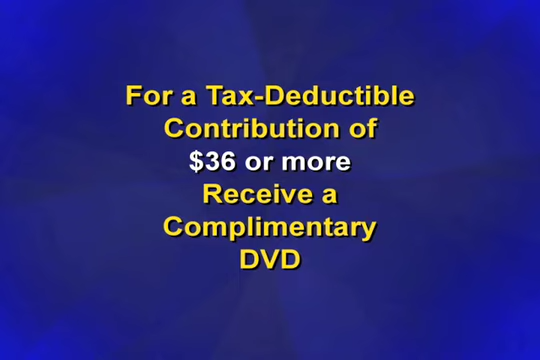 For a Tax-Deductible
Contribution of
$36 or more
Receive a
Complimentary
DVD